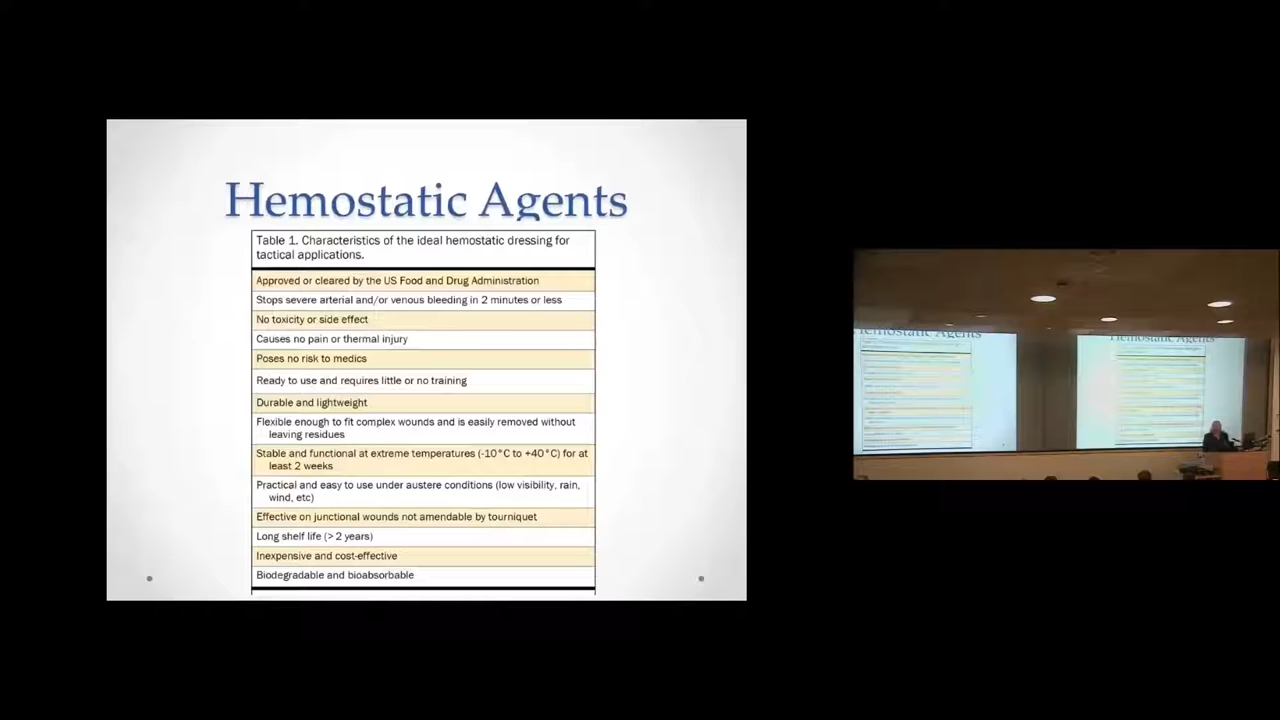 Hemostatic Agents
Table 1. Characteristics of the ideal hemostatic dressing for
tactical applications.
Approved or cleared by the US Food and Drug Administration
Stops severe arterial and/or venous bleeding in 2 minutes or less
No toxicity or side effect
Causes no pain or thermal injury
Poses no risk to medics
Ready to use and requires little or no training
Durable and lightweight
Flexible enough to fit complex wounds and is easily removed without
leaving residues
Stable and functional at extreme temperatures (-10°C to +40°C) for at
least 2 weeks
Practical and easy to use under austere conditions (low visibility, rain,
wind, etc)
Effective on junctional wounds not amendable by tourniquet
Long shelf life (> 2 years)
Inexpensive and cost-effective
Biodegradable and bioabsorbable
Hemostatic Agents
Hemostatic Agents